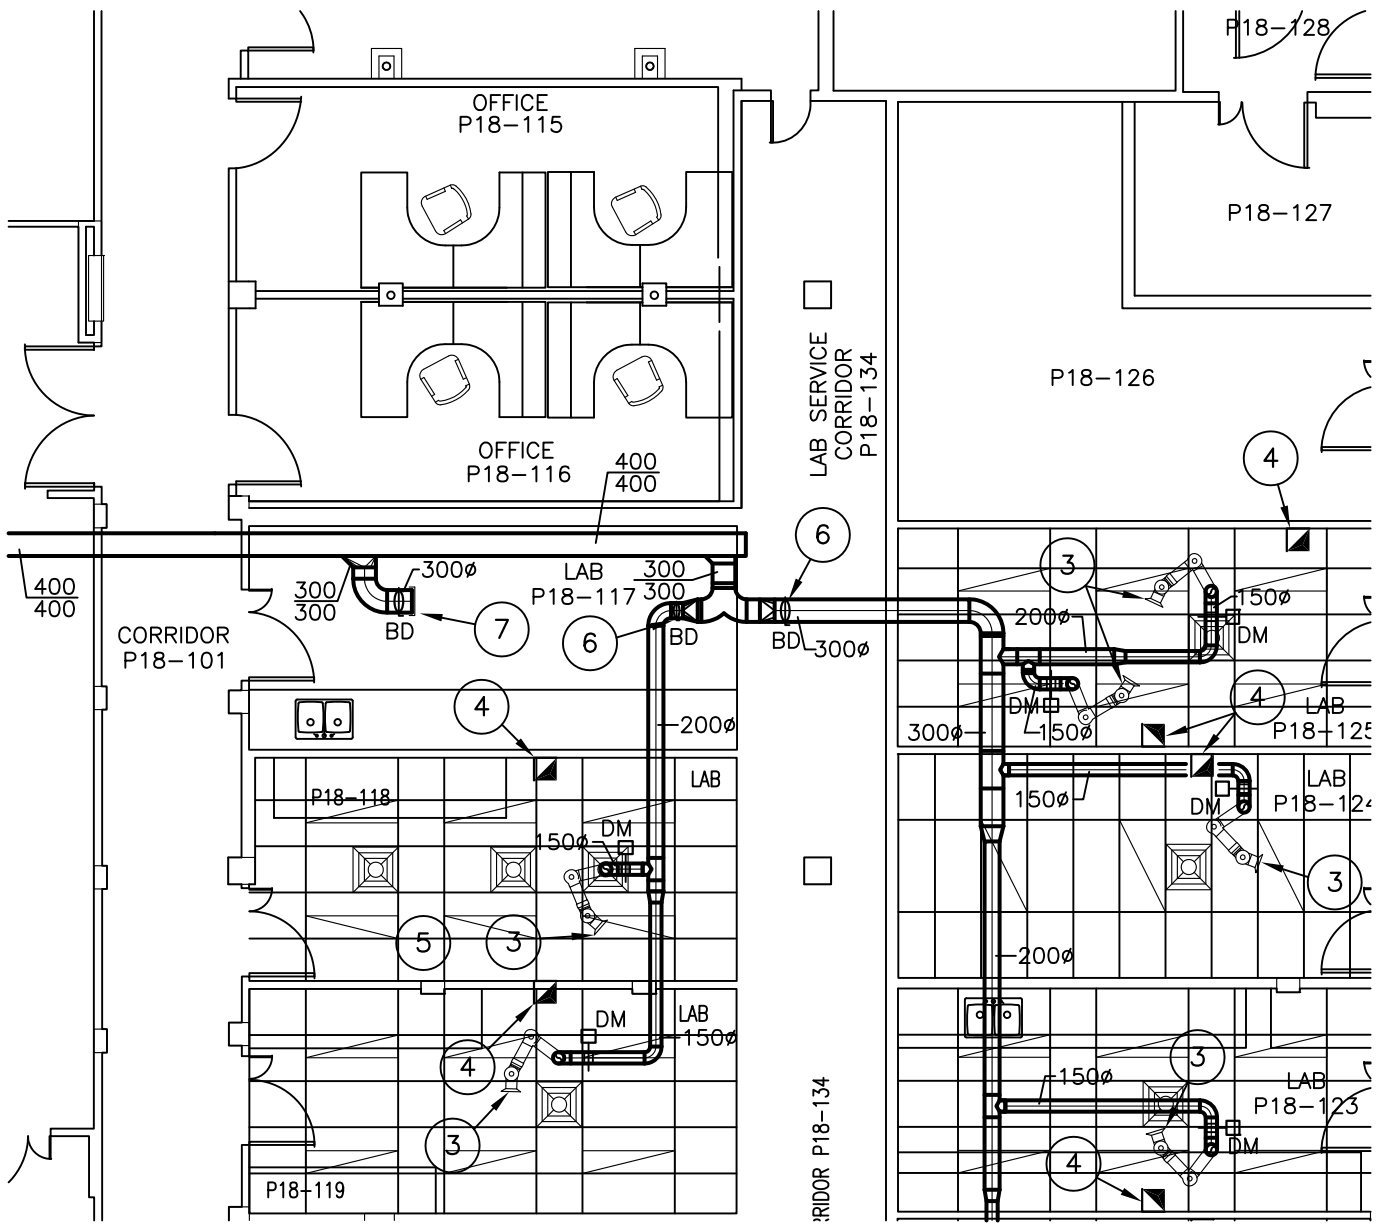 P18-128
OFFICE
P18-115
P18-127
LAB SERVICE
CORRIDOR
P18-134
P18-126
OFFICE
P18-116
400
400
4
6
400
400
300
300
300ø
LAB
P18-117
300
300
3
150ø
200ø
DM
CORRIDOR
P18-101
BD
7
6
BD
BD
300ø
4
4
DM
150ø
LAB
P18-125
200ø
300ø
P18-118
LAB
150ø
DM
LAB
P18-124
150ø
DM
3
5
3
200ø
DM
LAB
150ø
4
3
3
150ø
LAB
P18-123
DM
4
P18-119
RRIDOR P18-134